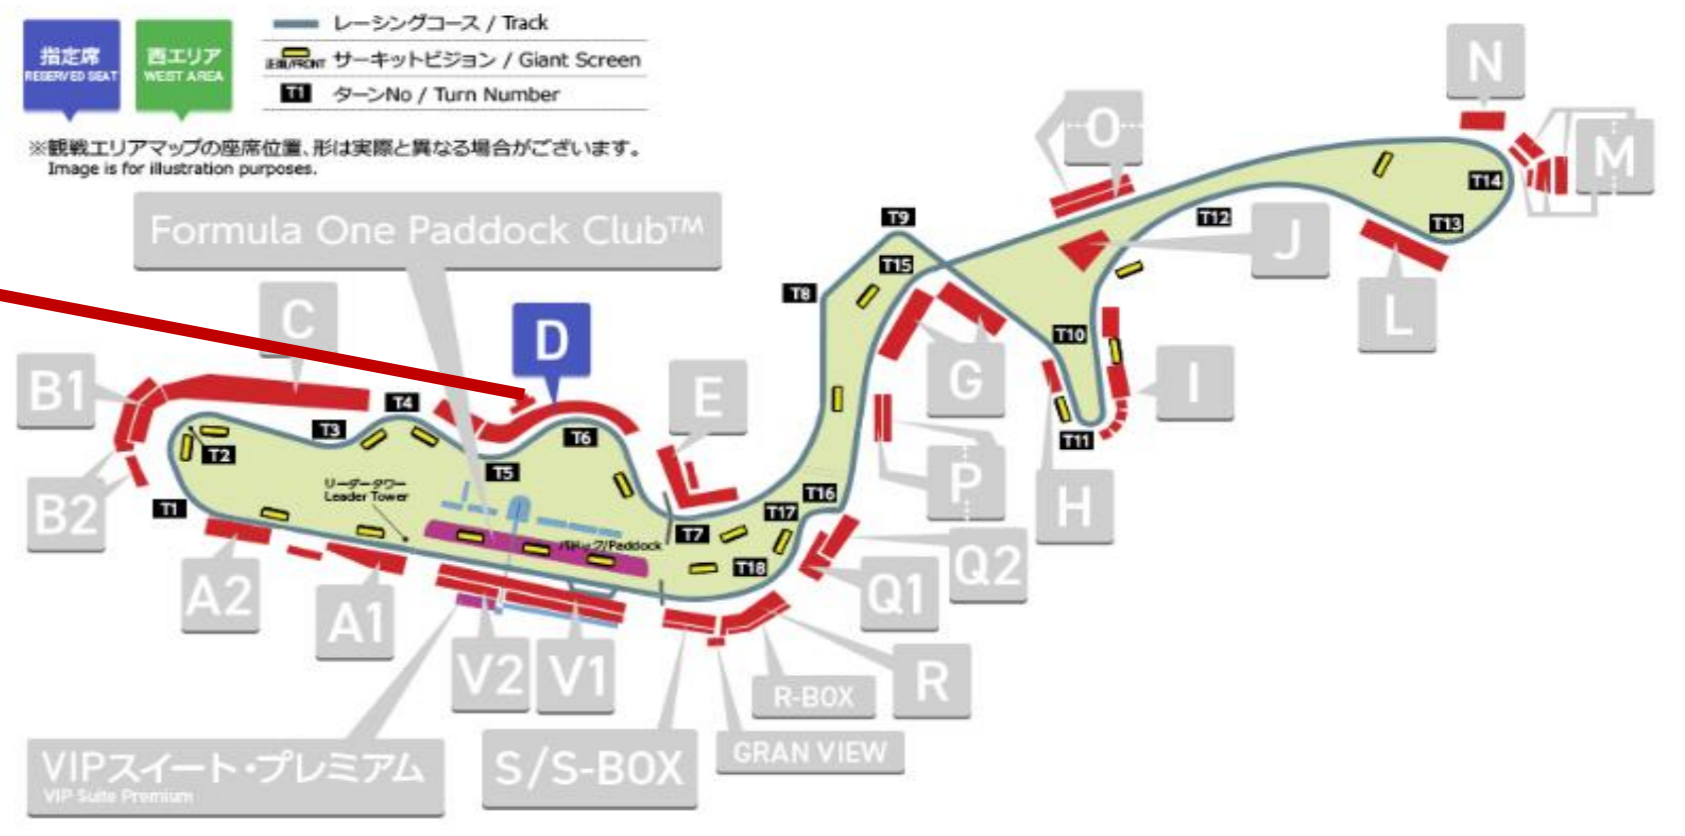 指定席
RESERVED SEAT
西エリア
WEST AREA
レーシングコース / Track
正面/FRONT サーキットビジョン / Giant Screen
T1 ターンNo / Turn Number
※観戦エリアマップの座席位置、形は実際と異なる場合がございます。
Image is for illustration purposes.
Formula One Paddock Club™
N
O
M
T9
T14
T12
T13
J
T15
T8
C
D
L
T10
B1
E
G
I
T4
T3
T6
T11
T2
T5
リーダータワー
Leader Tower
P
H
B2
T1
T16
T17
T7
パドック/Paddock
T18
Q2
A2
Q1
A1
V2
V1
R
R-BOX
VIPスイート・プレミアム
VIP Suite Premium
S/S-BOX
GRAN VIEW